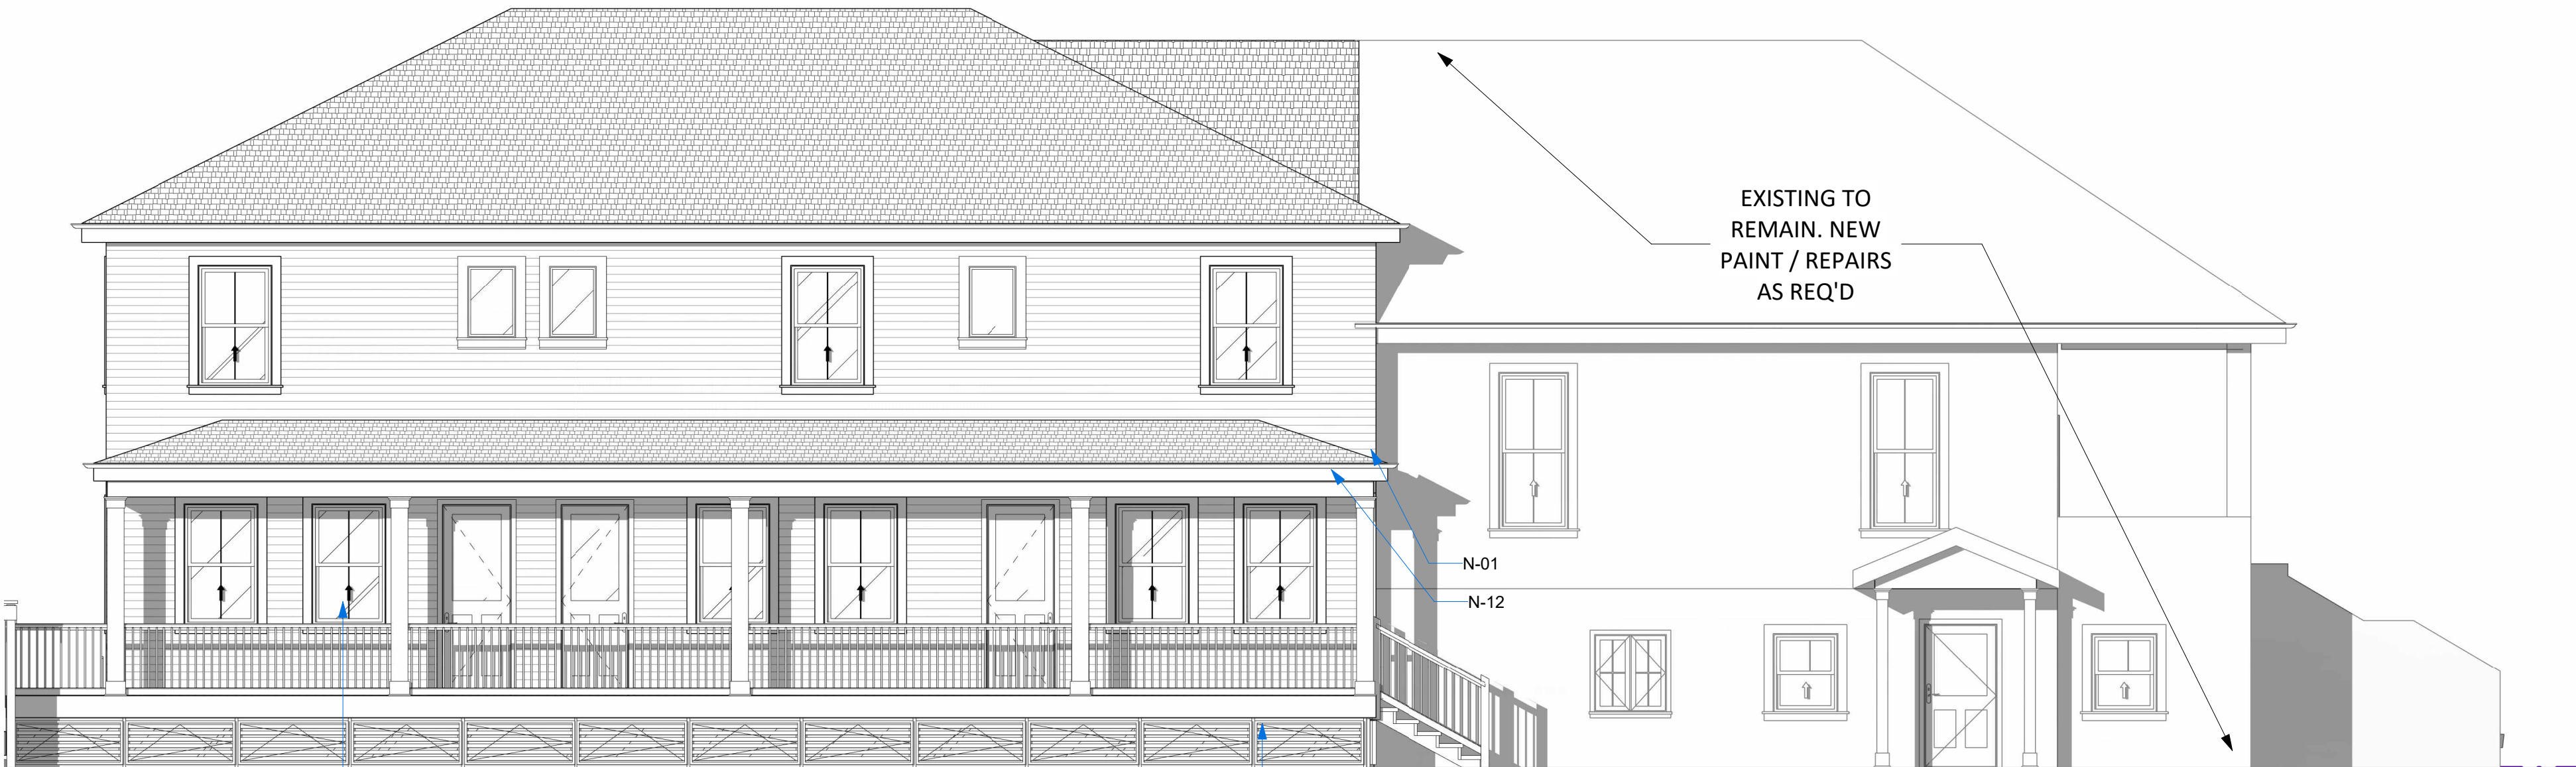 EXISTING TO
REMAIN. NEW
PAINT / REPAIRS
AS REQ'D
N-01
N-12